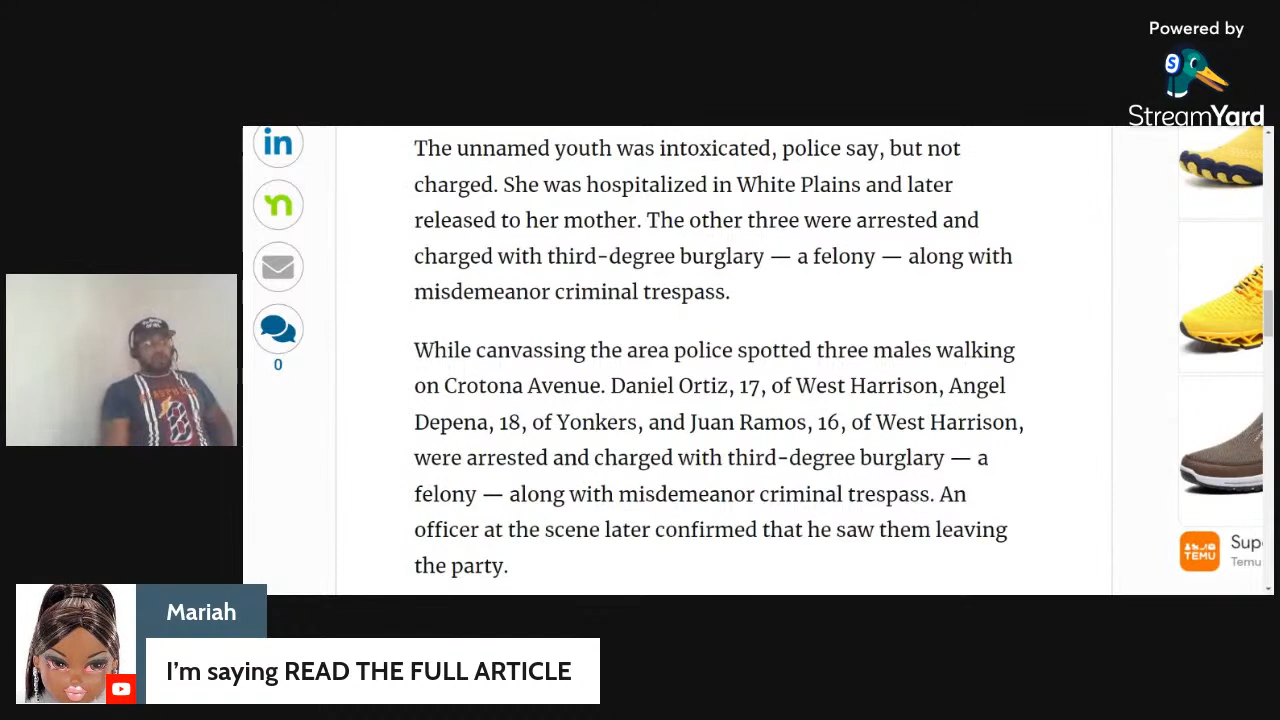 Powered by
S
StreamYard
in
The unnamed youth was intoxicated, police say, but not
charged. She was hospitalized in White Plains and later
released to her mother. The other three were arrested and
charged with third-degree burglary — a felony — along with
misdemeanor criminal trespass.
While canvassing the area police spotted three males walking
on Crotona Avenue. Daniel Ortiz, 17, of West Harrison, Angel
Depena, 18, of Yonkers, and Juan Ramos, 16, of West Harrison,
were arrested and charged with third-degree burglary — a
felony — along with misdemeanor criminal trespass. An
officer at the scene later confirmed that he saw them leaving
the party.
0
TEMU
Sup
Temu
Mariah
I'm saying READ THE FULL ARTICLE